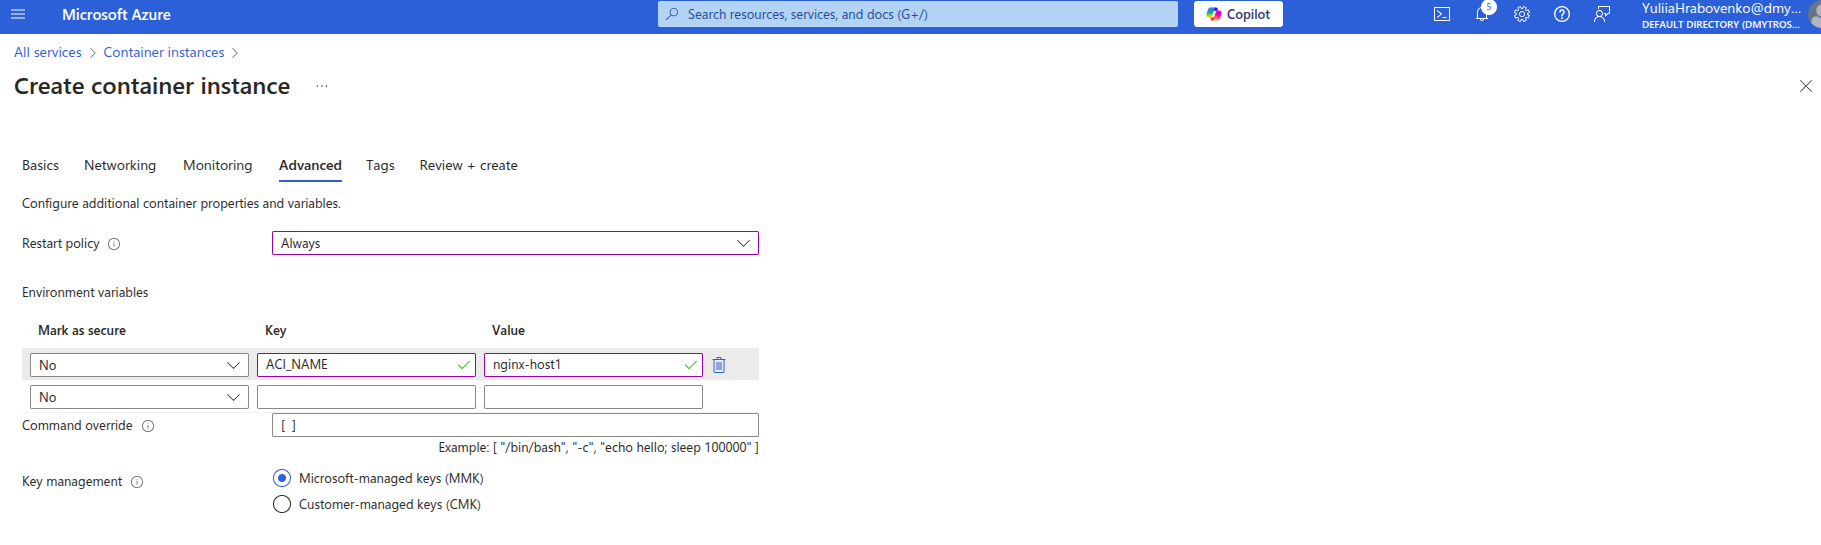 Microsoft Azure
Search resources, services, and docs (G+/)
Copilot
5
YuliiaHrabovenko@dmy...
DEFAULT DIRECTORY (DMYTROS...
All services > Container instances >
Create container instance ...
Basics Networking Monitoring Advanced Tags Review + create
Configure additional container properties and variables.
Restart policy Always
Environment variables
Mark as secure Key Value
No ACI_NAME nginx-host1
No
Command override [ ]
Example: [ "/bin/bash", "-c", "echo hello; sleep 100000" ]
Key management Microsoft-managed keys (MMK)
Customer-managed keys (CMK)